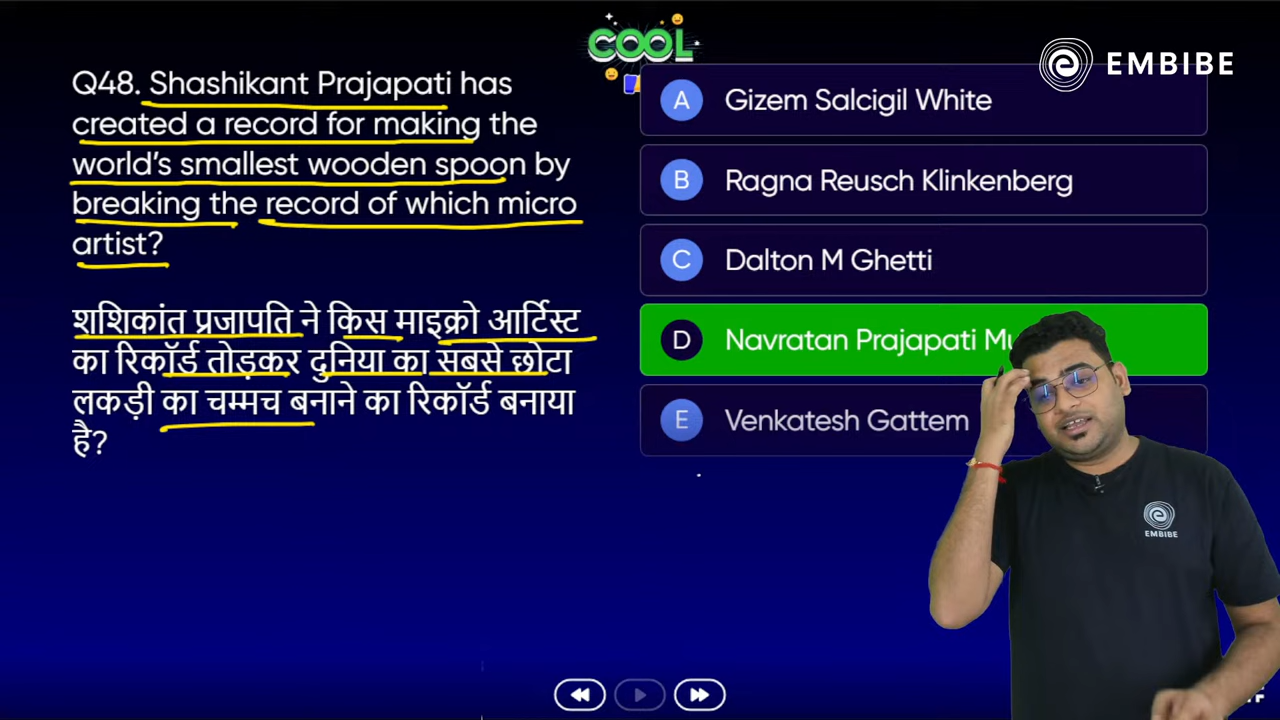 COOL
EMBIBE
Q48. Shashikant Prajapati has
created a record for making the
world's smallest wooden spoon by
breaking the record of which micro
artist?
शशिकांत प्रजापति ने किस माइक्रो आर्टिस्ट
का रिकॉर्ड तोड़कर दुनिया का सबसे छोटा
लकड़ी का चम्मच बनाने का रिकॉर्ड बनाया
है?
A Gizem Salcigil White
B Ragna Reusch Klinkenberg
C Dalton M Ghetti
D Navratan Prajapati
E Venkatesh Gattem
EMBIBE